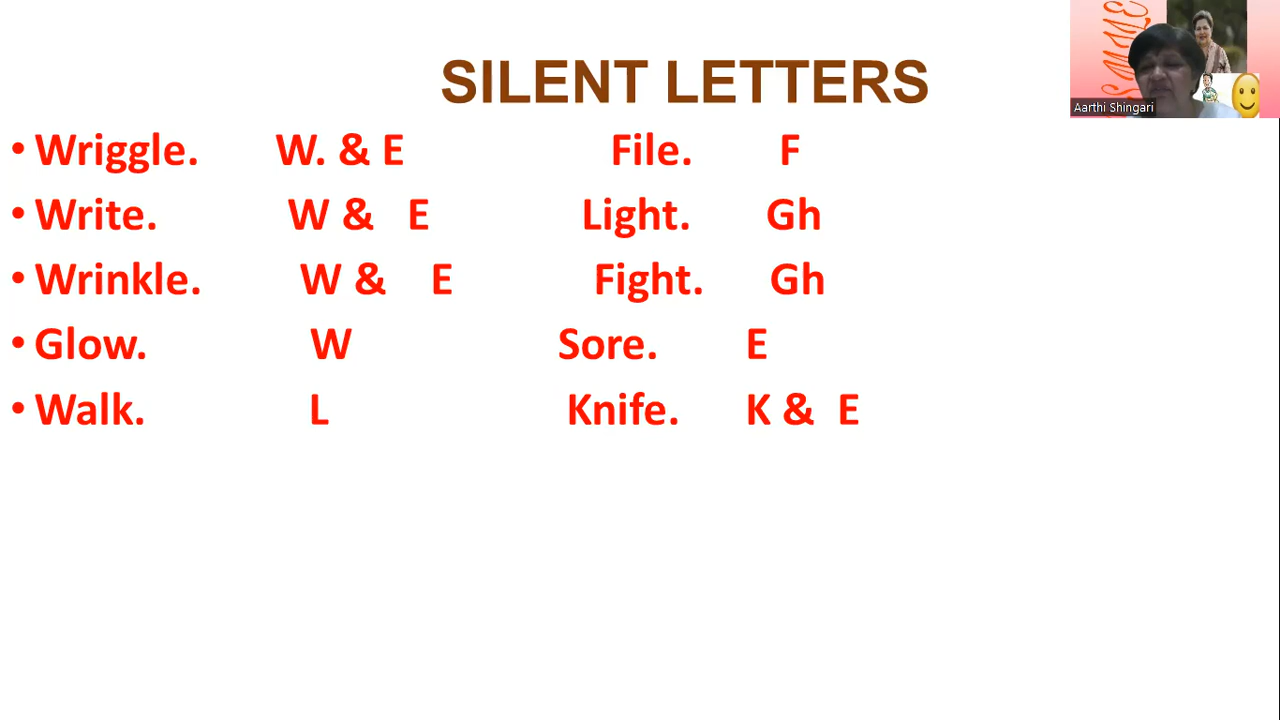 SILENT LETTERS
Aarthi Shingari
• Wriggle. W. & E File. F
• Write. W & E Light. Gh
• Wrinkle. W & E Fight. Gh
• Glow. W Sore. E
• Walk. L Knife. K & E